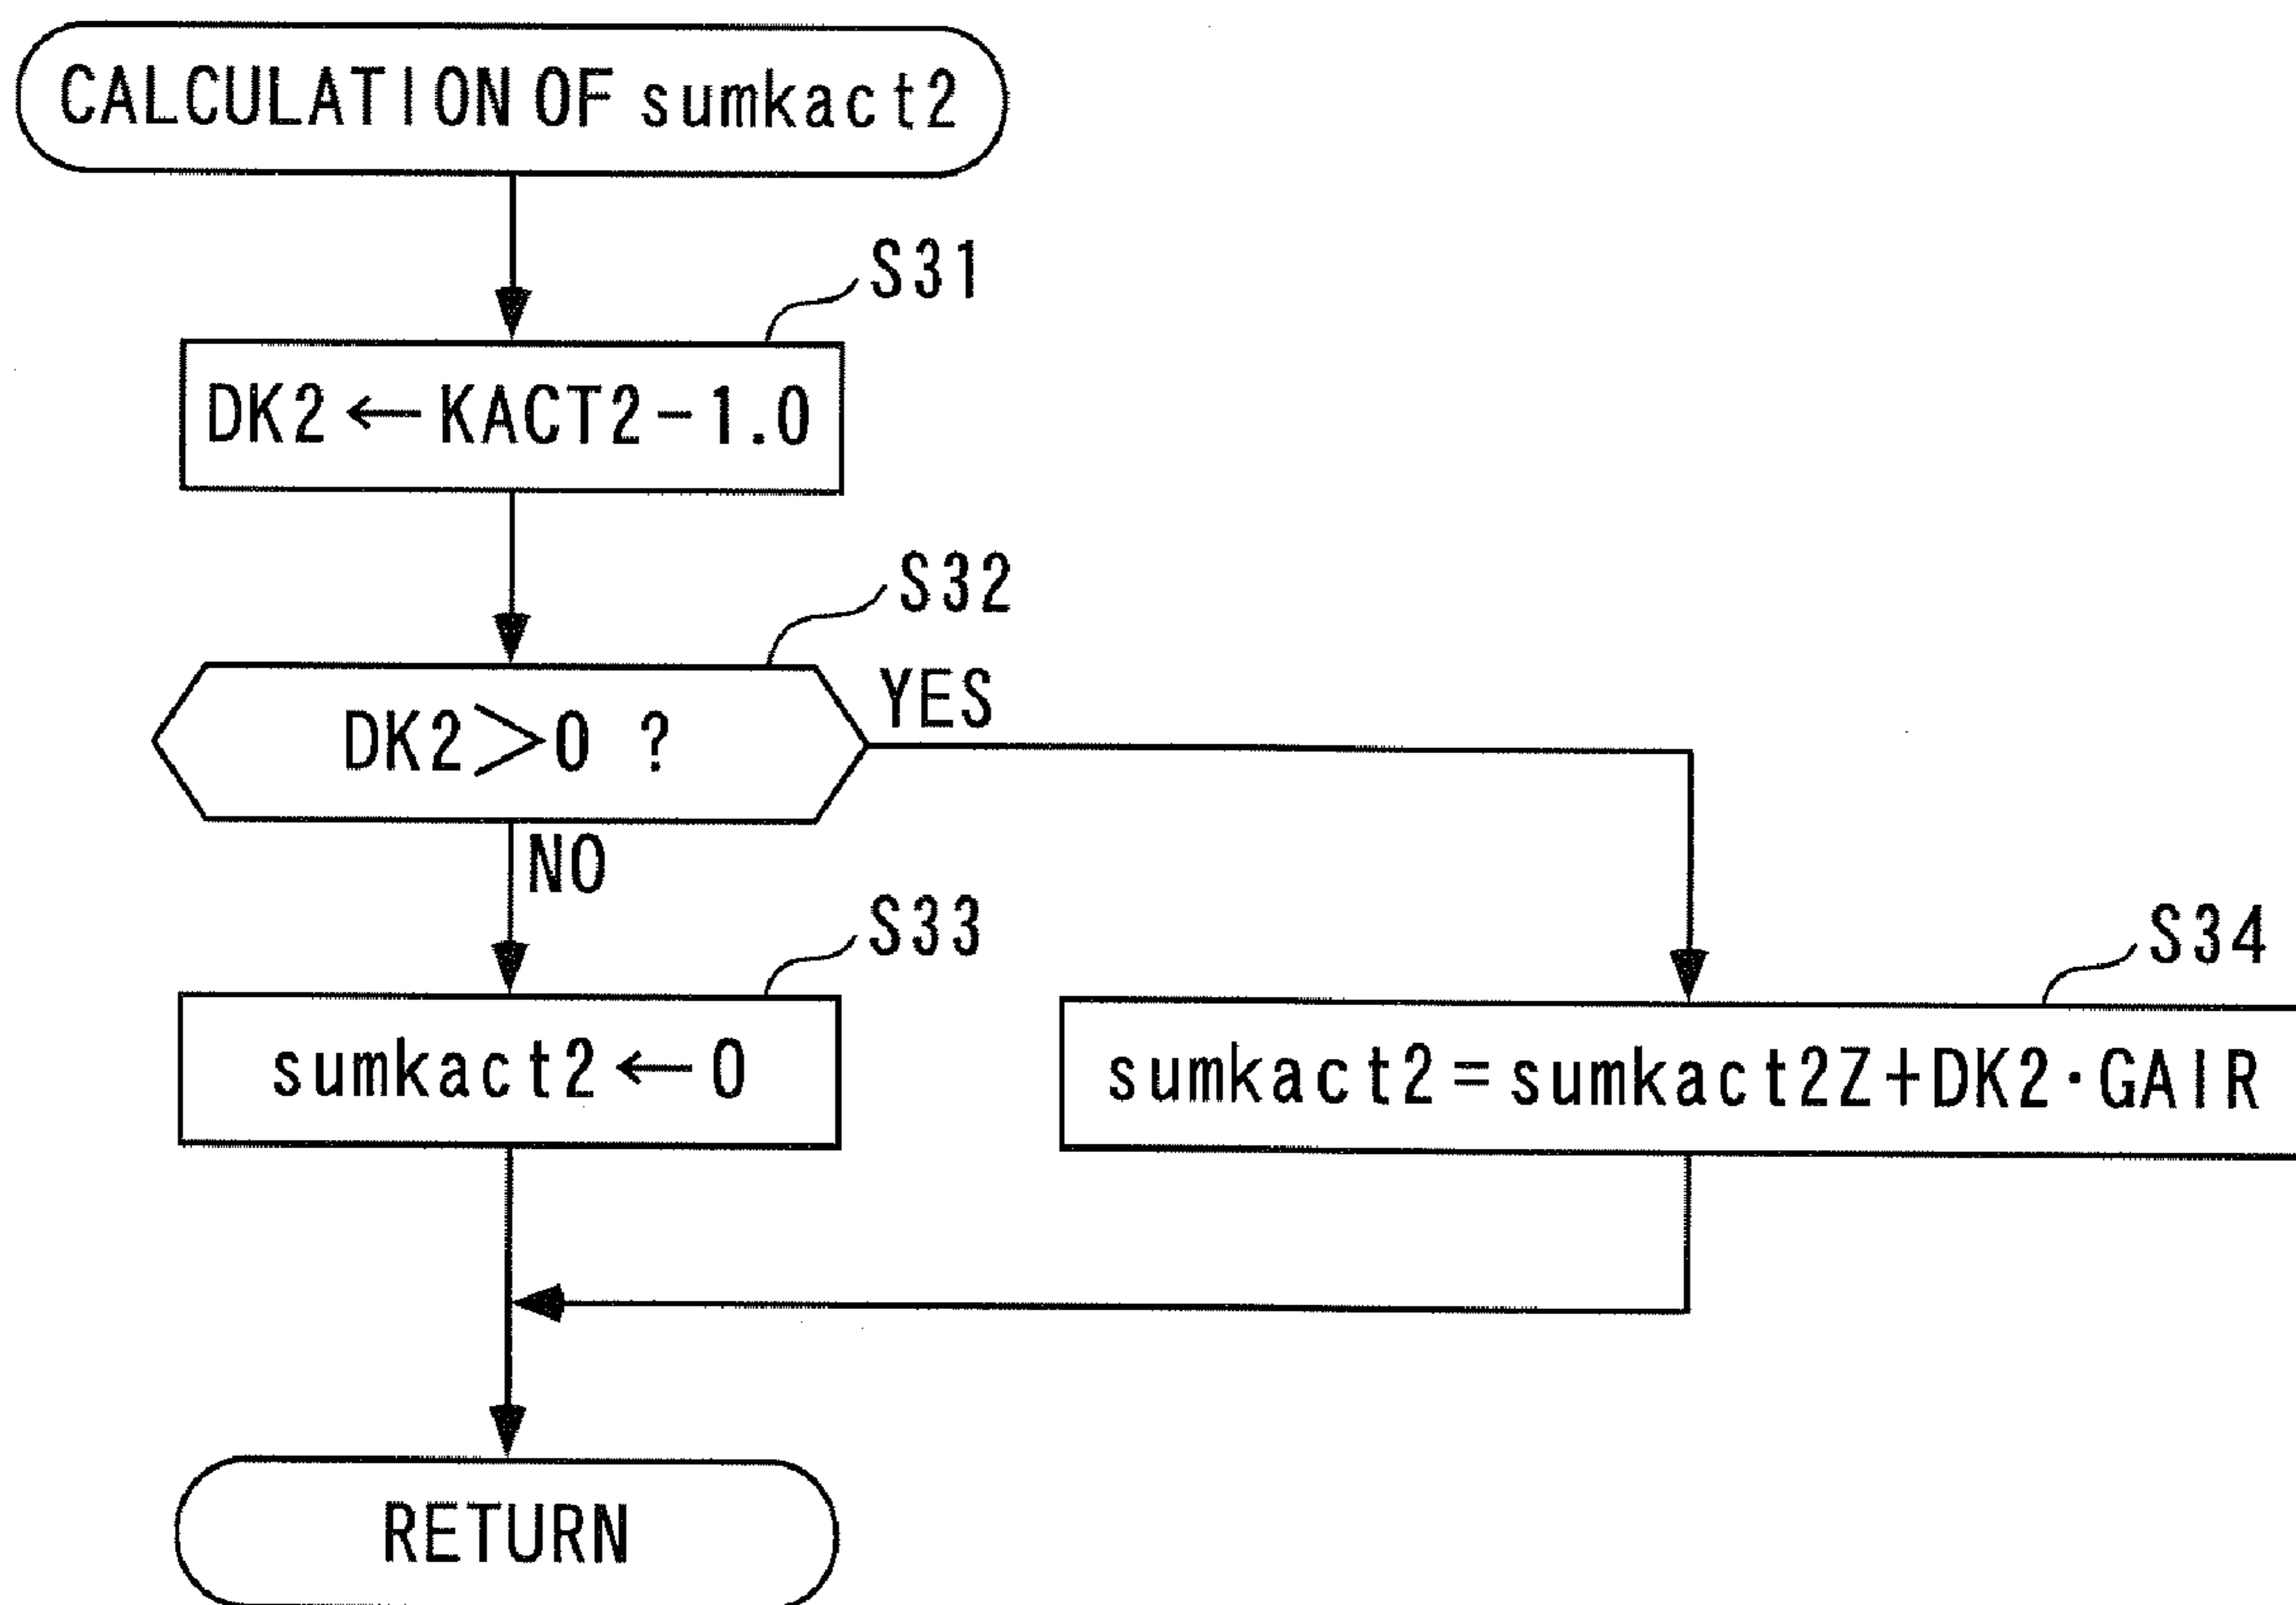 CALCULATION OF sumkact2
S31
DK2←KACT2-1.0
S32
DK2>0 ?
YES
NO
S33
sumkact2←0
S34
sumkact2=sumkact2Z+DK2·GAIR
RETURN